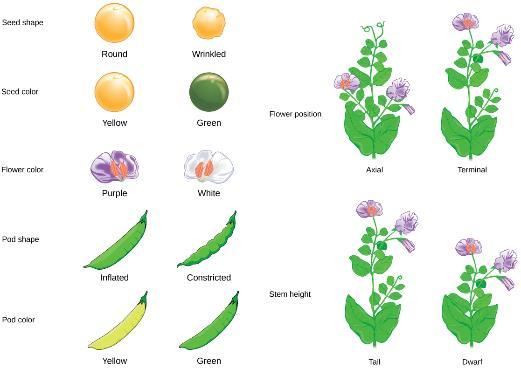 Seed shape
Round
Wrinkled
Seed color
Yellow
Green
Flower color
Purple
White
Pod shape
Inflated
Constricted
Pod color
Yellow
Green
Flower position
Axial
Terminal
Stem height
Tall
Dwarf